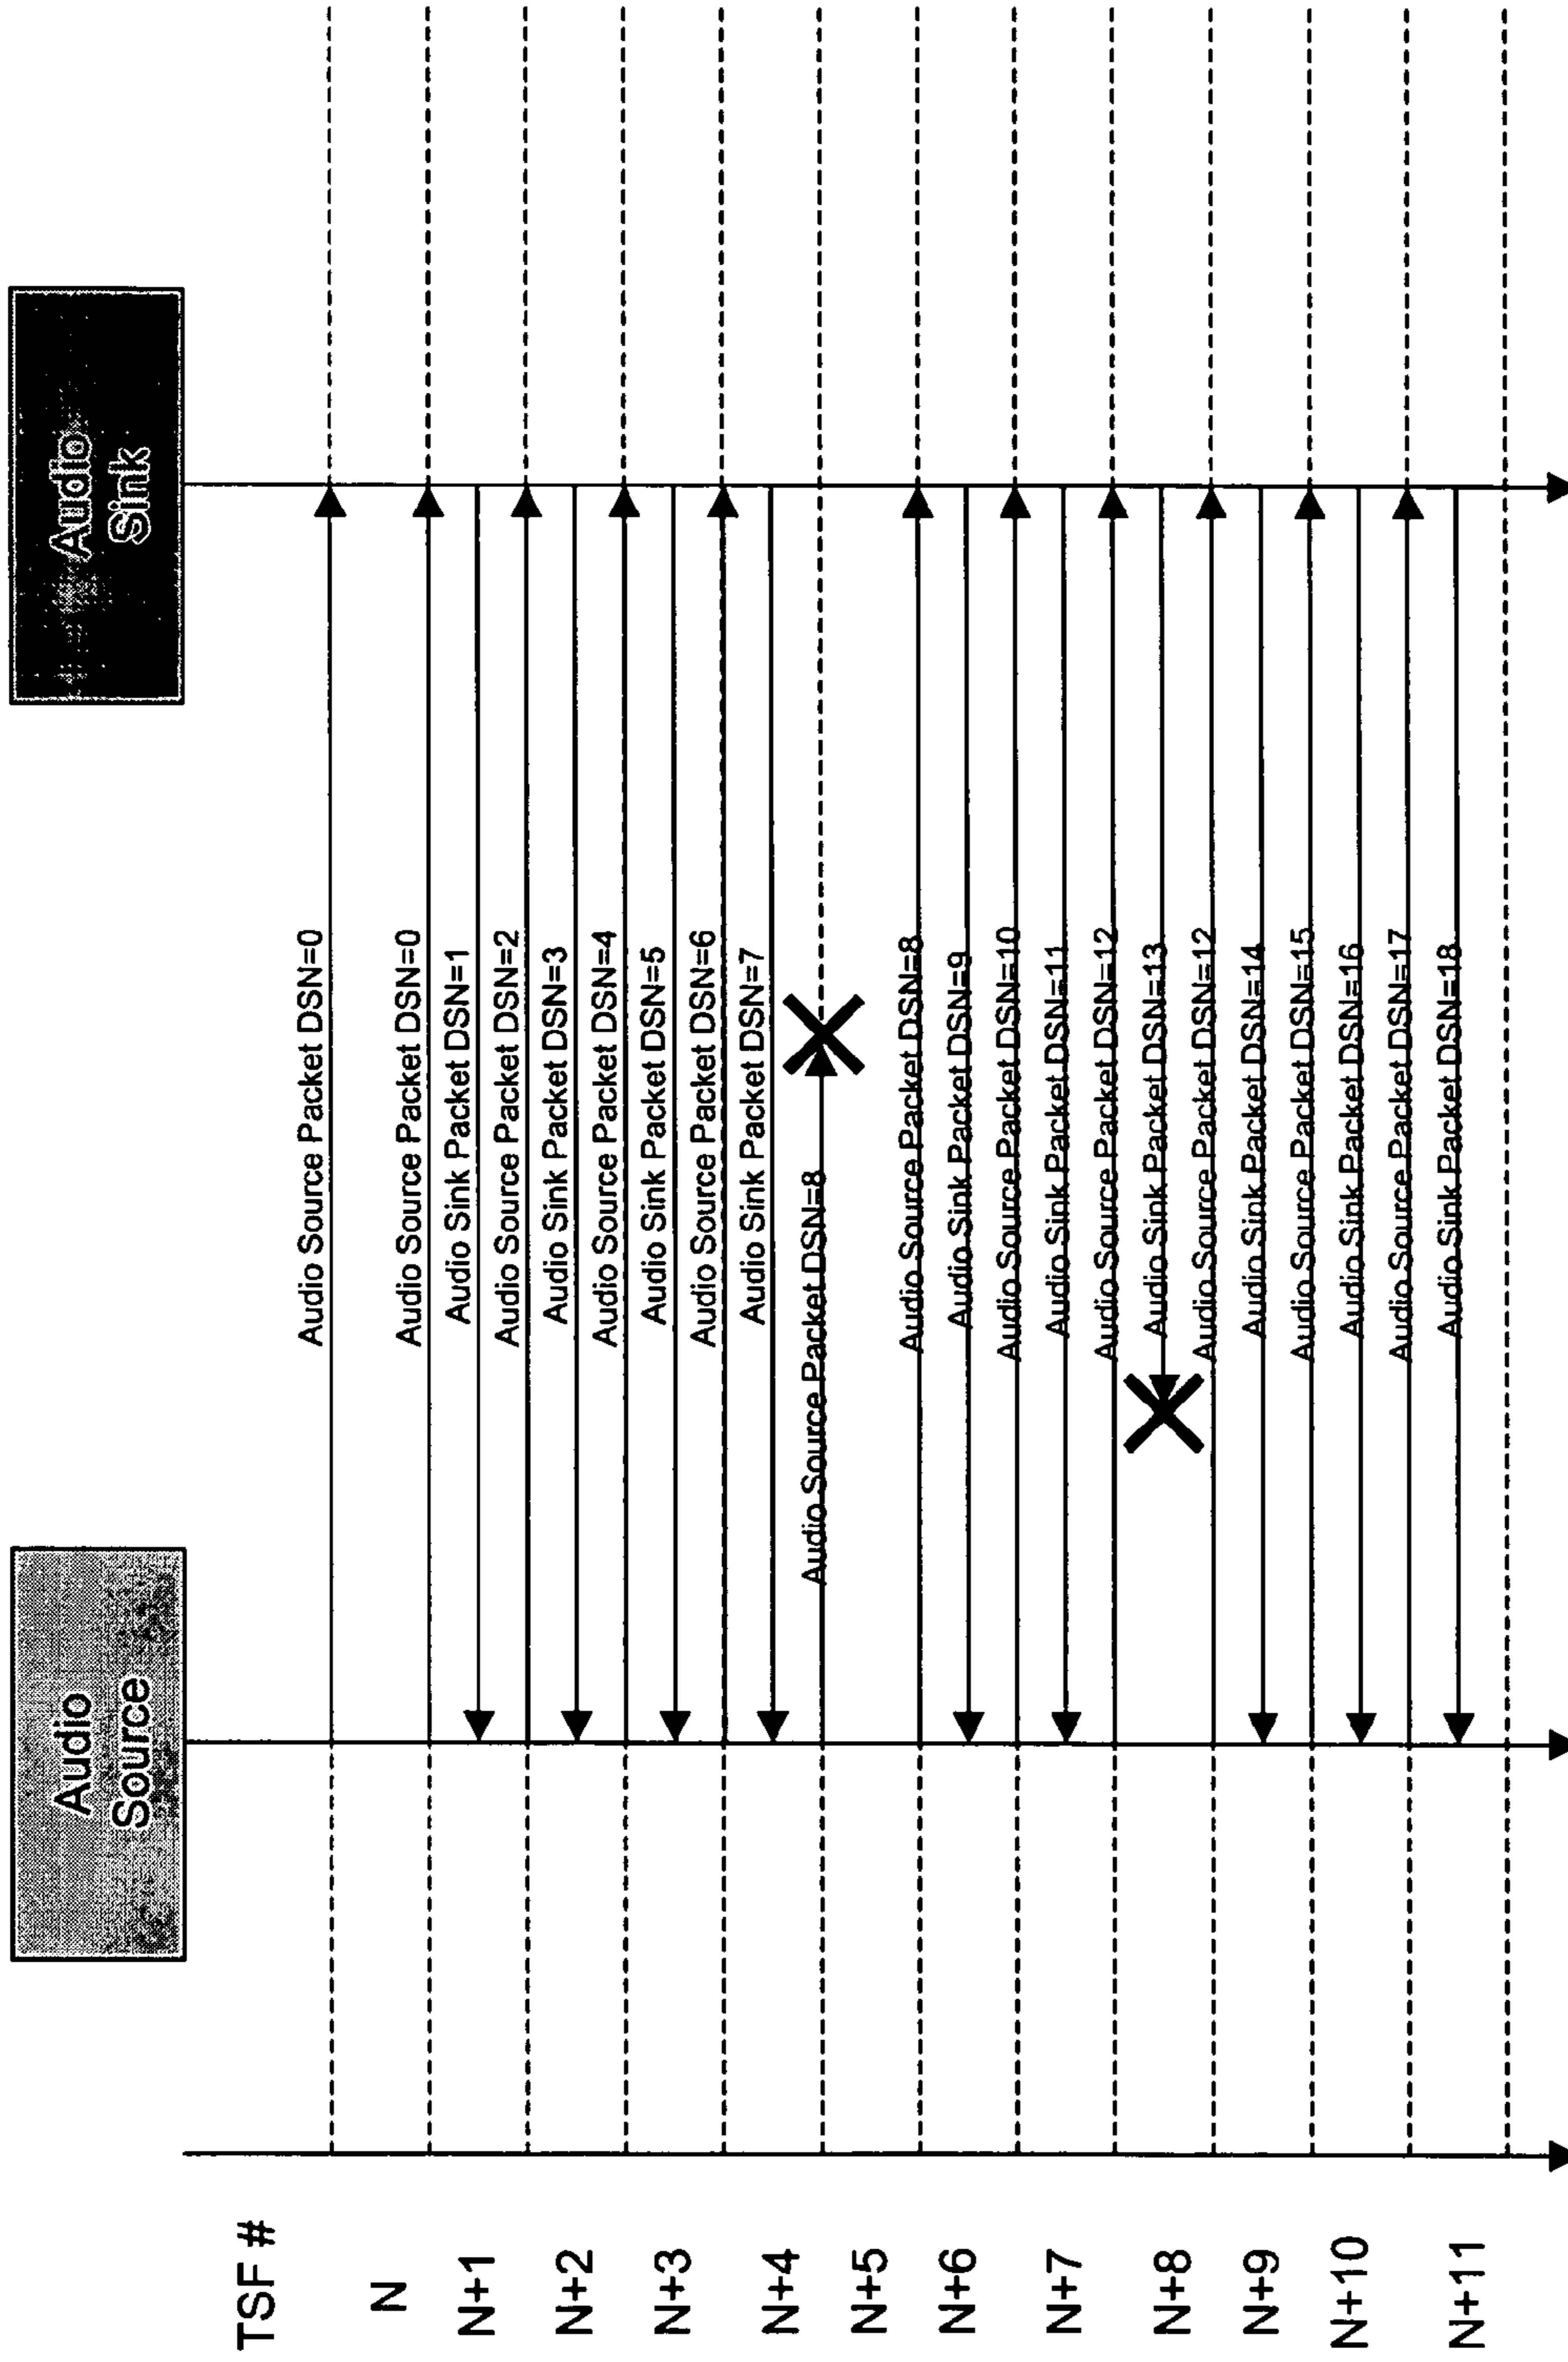 Audio
Source
Audio
Sink
TSF #
N
N+1
N+2
N+3
N+4
N+5
N+6
N+7
N+8
N+9
N+10
N+11
Audio Source Packet DSN=0
Audio Source Packet DSN=0
Audio Sink Packet DSN=1
Audio Source Packet DSN=2
Audio Sink Packet DSN=3
Audio Source Packet DSN=4
Audio Sink Packet DSN=5
Audio Source Packet DSN=6
Audio Sink Packet DSN=7
Audio Source Packet DSN=8
Audio Source Packet DSN=8
Audio Sink Packet DSN=9
Audio Source Packet DSN=10
Audio Sink Packet DSN=11
Audio Source Packet DSN=12
Audio Sink Packet DSN=13
Audio Source Packet DSN=12
Audio Sink Packet DSN=14
Audio Source Packet DSN=15
Audio Sink Packet DSN=16
Audio Source Packet DSN=17
Audio Sink Packet DSN=18